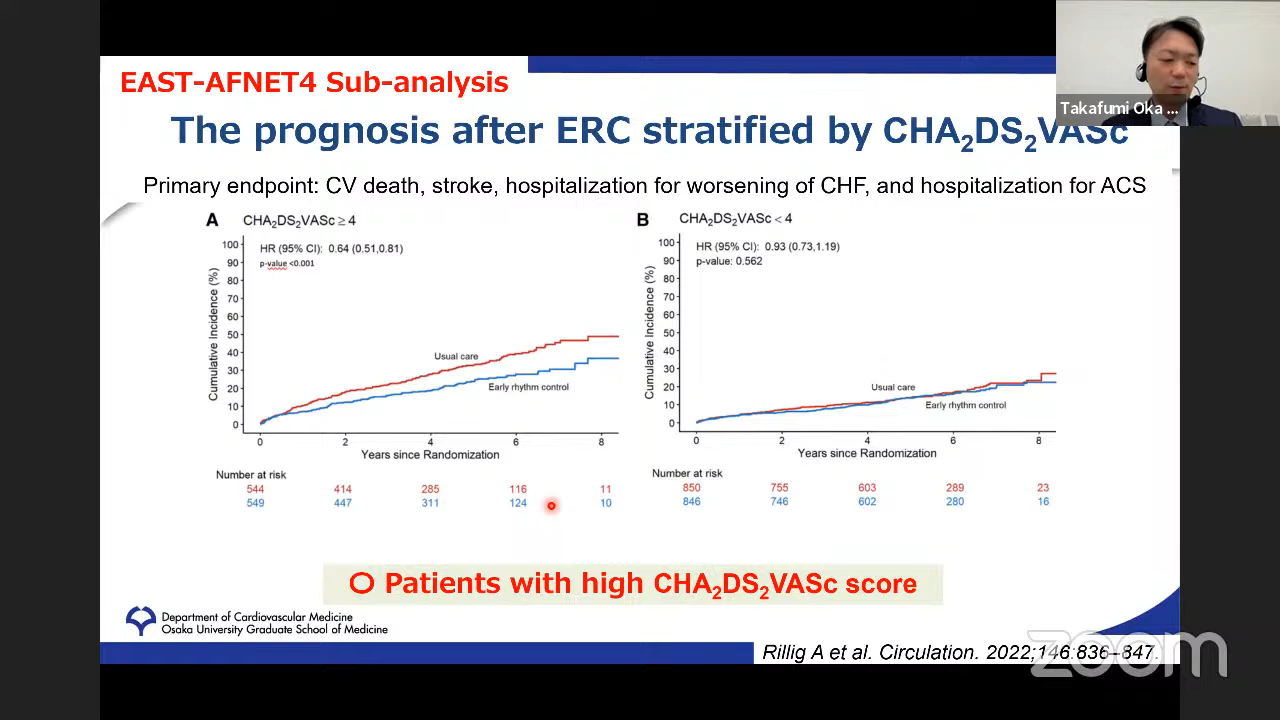 EAST-AFNET4 Sub-analysis
The prognosis after ERC stratified by CHA₂DS₂VASc
Takafumi Oka ...
Primary endpoint: CV death, stroke, hospitalization for worsening of CHF, and hospitalization for ACS
A CHA₂DS₂VASc ≥ 4
HR (95% CI): 0.64 (0.51,0.81)
p-value <0.001
Cumulative Incidence (%)
100
90
80
70
60
50
40
30
20
10
0
Usual care
Early rhythm control
0 2 4 6 8
Years since Randomization
Number at risk
544 414 285 116 11
549 447 311 124 10
B CHA₂DS₂VASc < 4
HR (95% CI): 0.93 (0.73,1.19)
p-value: 0.562
Cumulative Incidence (%)
100
90
80
70
60
50
40
30
20
10
0
Usual care
Early rhythm control
0 2 4 6 8
Years since Randomization
Number at risk
850 755 603 289 23
846 746 602 280 16
O Patients with high CHA₂DS₂VASc score
Department of Cardiovascular Medicine
Osaka University Graduate School of Medicine
Rillig A et al. Circulation. 2022;146:836–847.
zoom